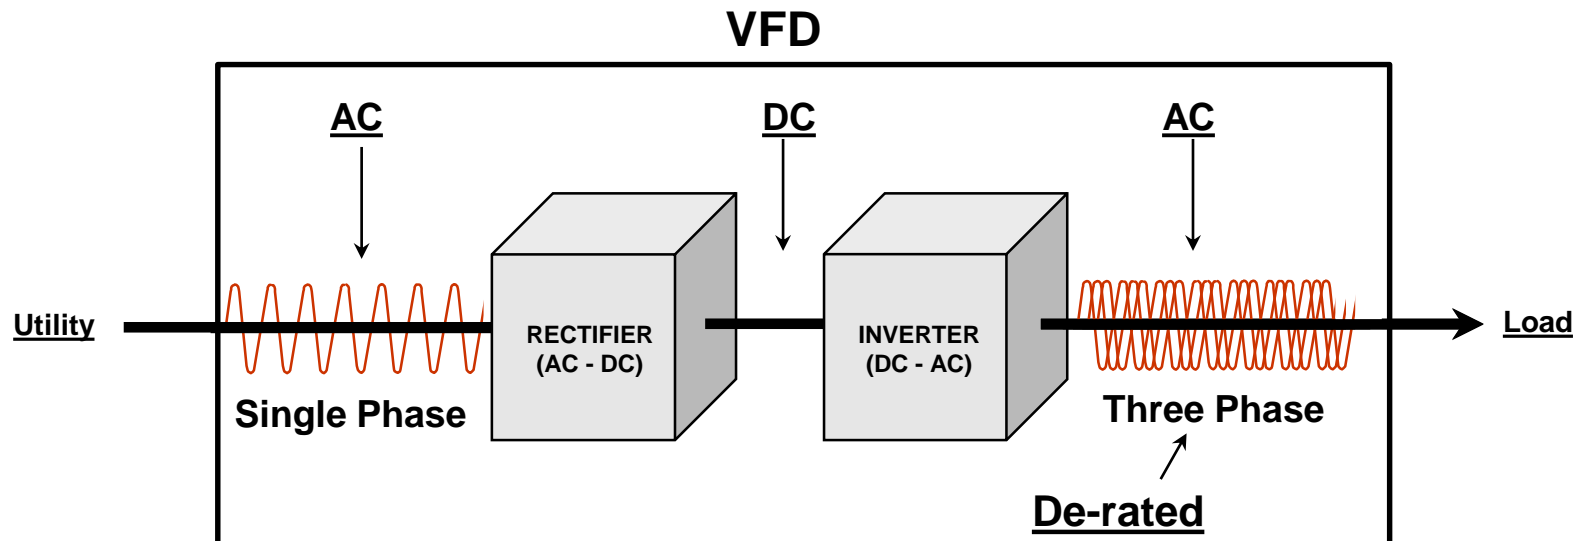 VFD
AC
DC
AC
Utility
RECTIFIER
(AC - DC)
INVERTER
(DC - AC)
Load
Single Phase
Three Phase
De-rated